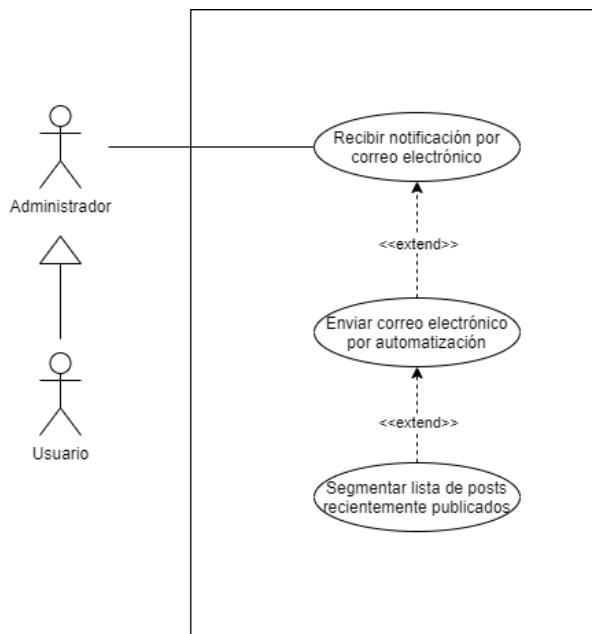 Recibir notificación por
correo electrónico
Administrador
<<extend>>
Enviar correo electrónico
por automatización
<<extend>>
Usuario
Segmentar lista de posts
recientemente publicados